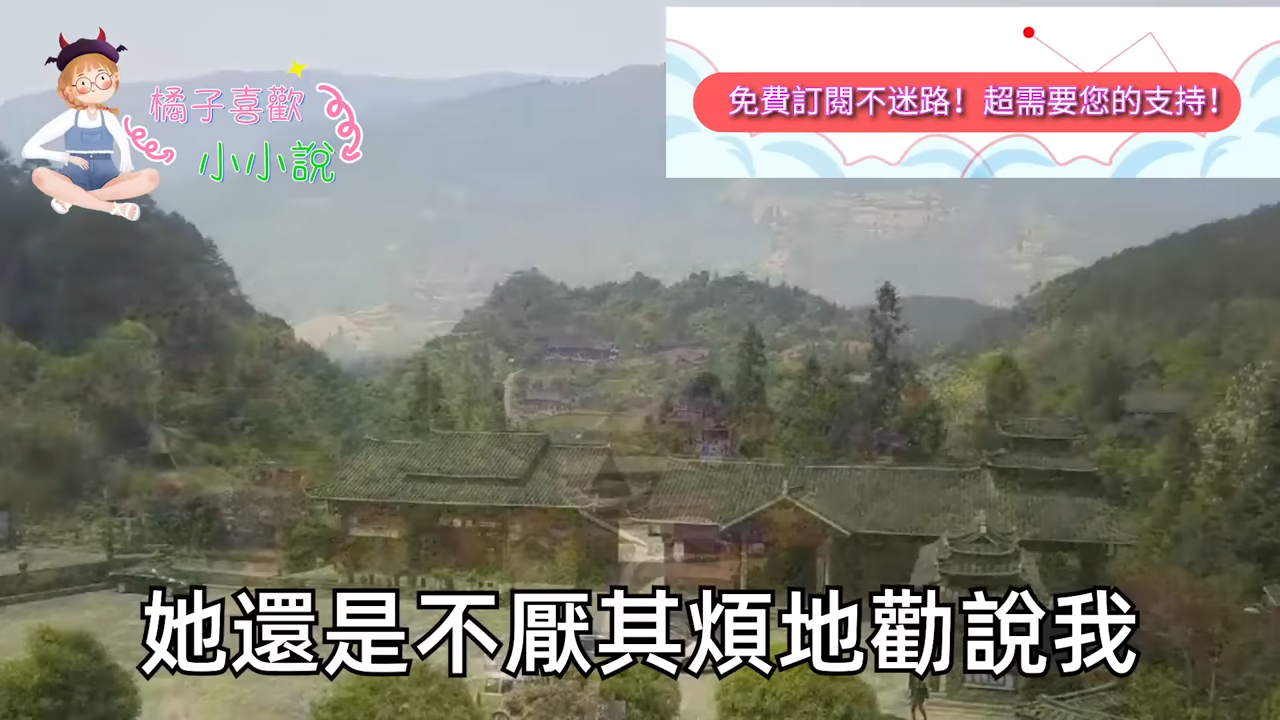 橘子喜歡
小小說
免費訂閱不迷路！超需要您的支持！
她還是不厭其煩地勸說我